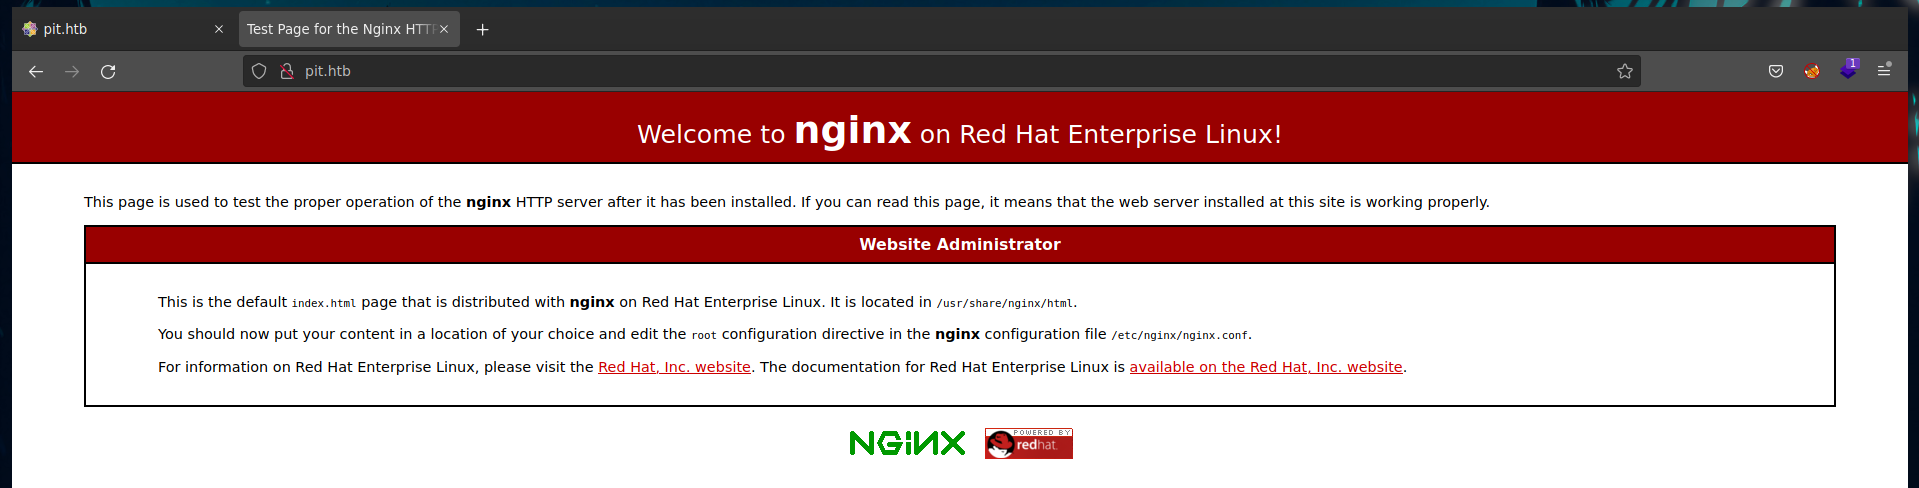 pit.htb
Test Page for the Nginx HTTP
pit.htb
1
Welcome to nginx on Red Hat Enterprise Linux!
This page is used to test the proper operation of the nginx HTTP server after it has been installed. If you can read this page, it means that the web server installed at this site is working properly.
Website Administrator
This is the default index.html page that is distributed with nginx on Red Hat Enterprise Linux. It is located in /usr/share/nginx/html.
You should now put your content in a location of your choice and edit the root configuration directive in the nginx configuration file /etc/nginx/nginx.conf.
For information on Red Hat Enterprise Linux, please visit the Red Hat, Inc. website. The documentation for Red Hat Enterprise Linux is available on the Red Hat, Inc. website.
NGiNX
POWERED BY
redhat.